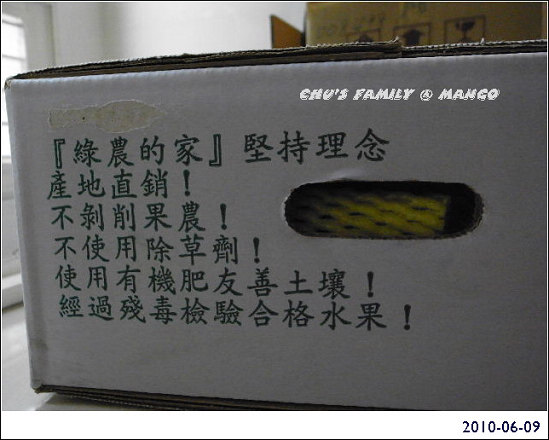 CHU'S FAMILY @ MANGO
『綠農的家』堅持理念
產地直銷！
不剝削果農！
不使用除草劑！
使用有機肥友善土壤！
經過殘毒檢驗合格水果！
2010-06-09